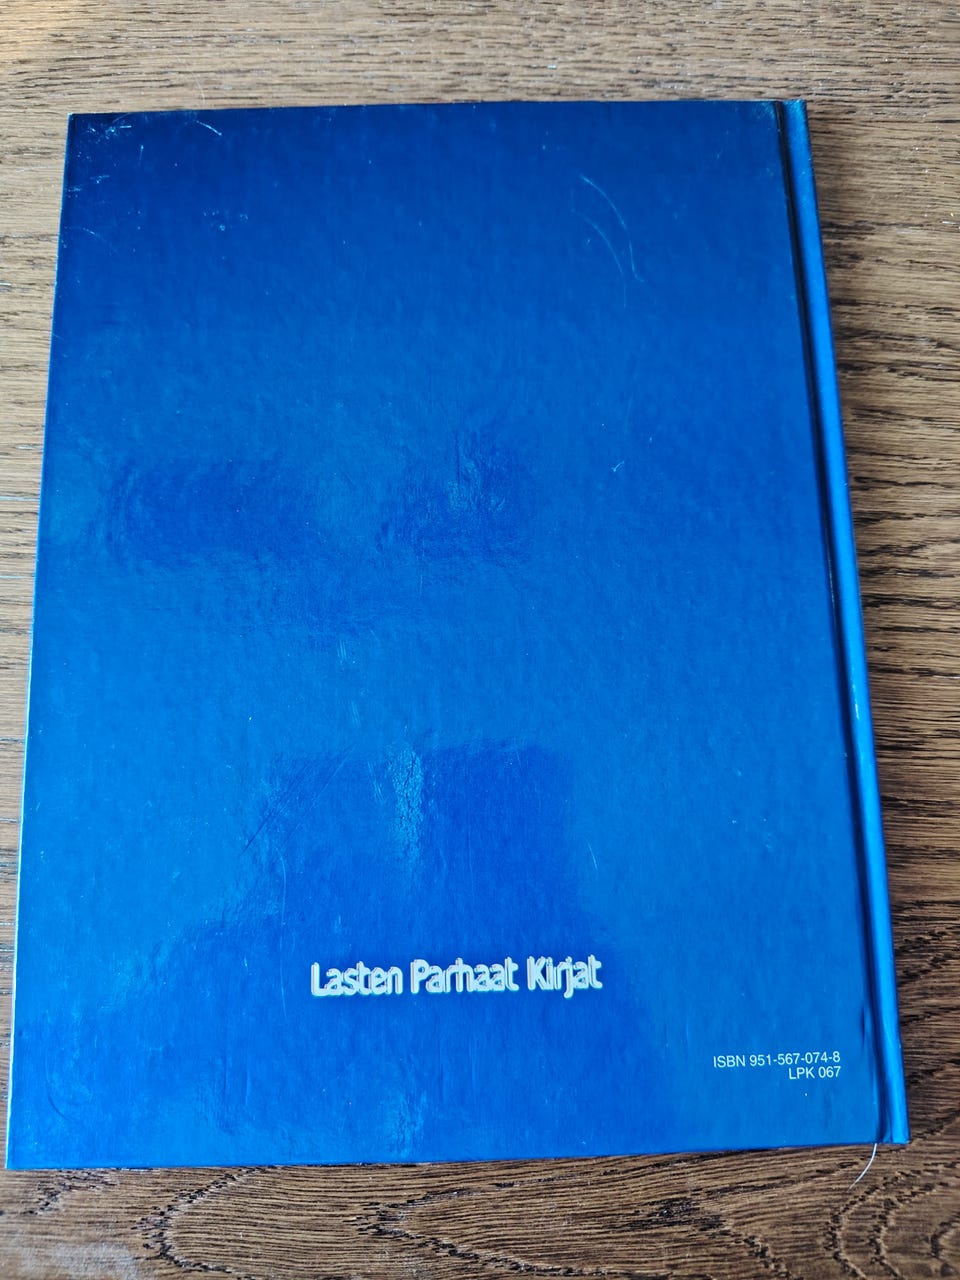 Lasten Parhaat Kirjat
ISBN 951-567-074-8
LPK 067